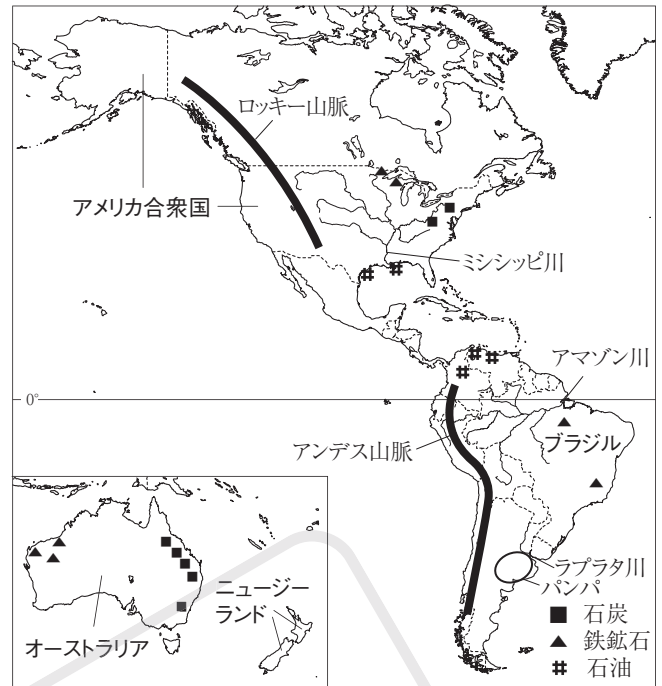 ロッキー山脈
アメリカ合衆国
ミシシッピ川
アマゾン川
0°
アンデス山脈
ブラジル
ラプラタ川
パンパ
ニュージー
ランド
オーストラリア
■ 石炭
▲ 鉄鉱石
⌗ 石油